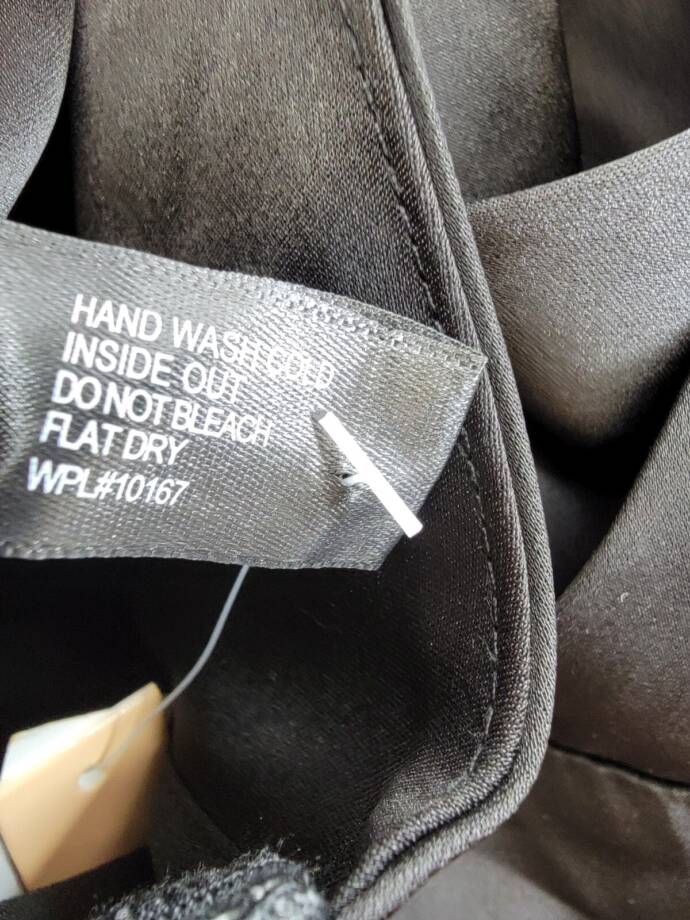 HAND WASH COLD
INSIDE OUT
DO NOT BLEACH
FLAT DRY
WPL#10167